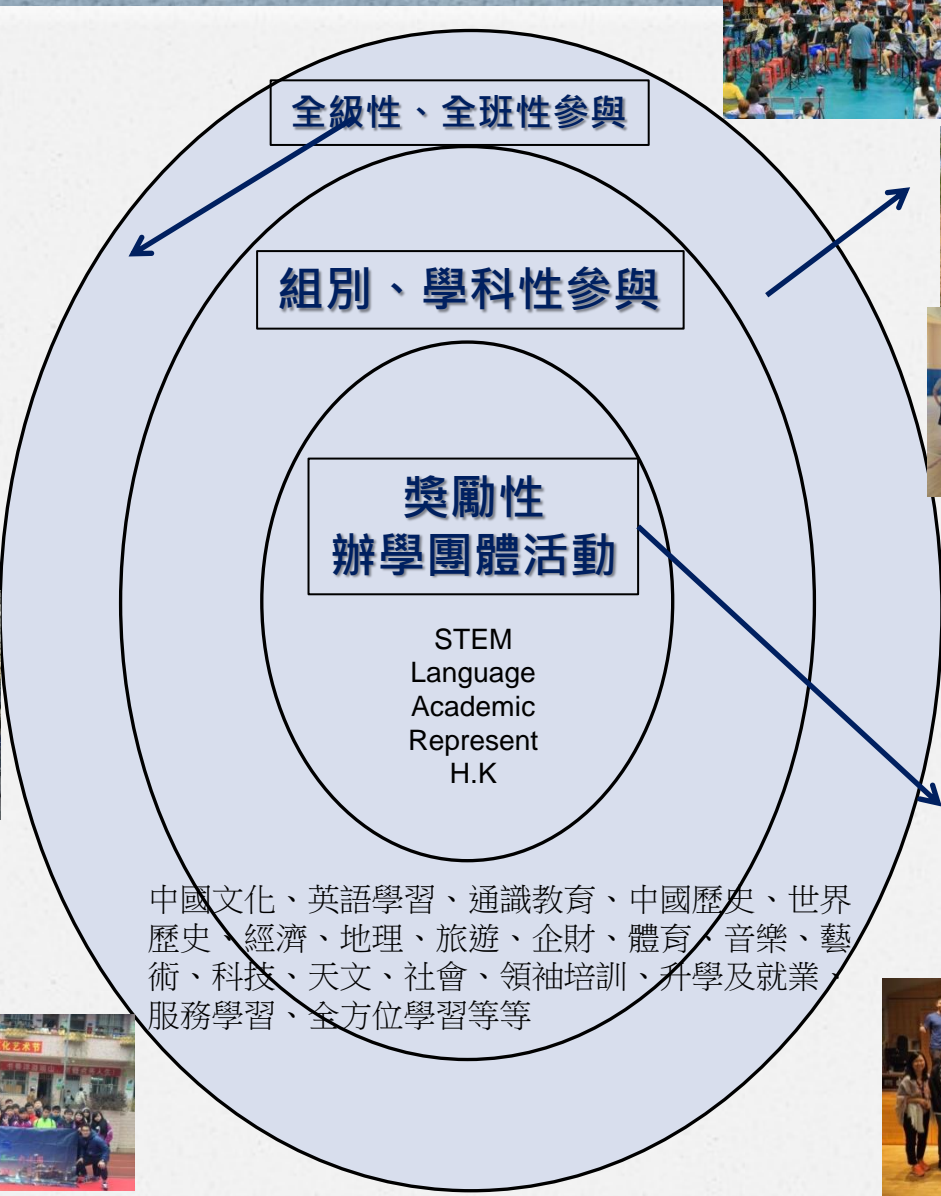 全級性、全班性參與
組別、學科性參與
獎勵性
辦學團體活動
STEM
Language
Academic
Represent
H.K
中國文化、英語學習、通識教育、中國歷史、世界
歷史、經濟、地理、旅遊、企財、體育、音樂、藝
術、科技、天文、社會、領袖培訓、升學及就業、
服務學習、全方位學習等等
化艺术节